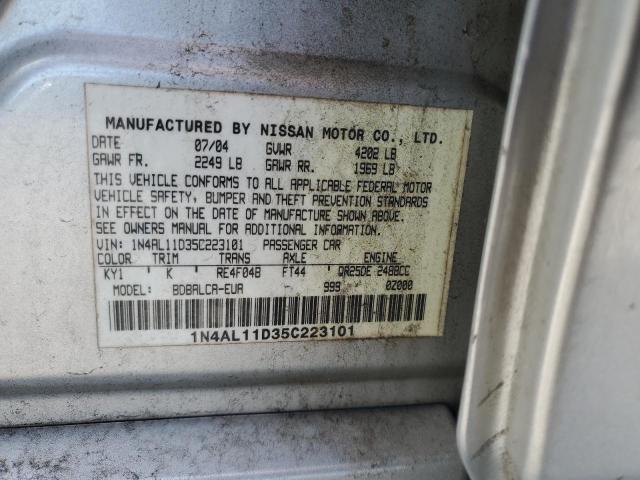 MANUFACTURED BY NISSAN MOTOR CO., LTD.
DATE 07/04 GVWR 4202 LB
GAWR FR. 2249 LB GAWR RR. 1969 LB
THIS VEHICLE CONFORMS TO ALL APPLICABLE FEDERAL MOTOR
VEHICLE SAFETY, BUMPER AND THEFT PREVENTION STANDARDS
IN EFFECT ON THE DATE OF MANUFACTURE SHOWN ABOVE.
SEE OWNERS MANUAL FOR ADDITIONAL INFORMATION.
VIN: 1N4AL11D35C223101 PASSENGER CAR
COLOR TRIM TRANS AXLE ENGINE
KY1 K RE4F04B FT44 QR25DE 2488CC
MODEL: BDBALCA-EUR 999 0Z000
1N4AL11D35C223101